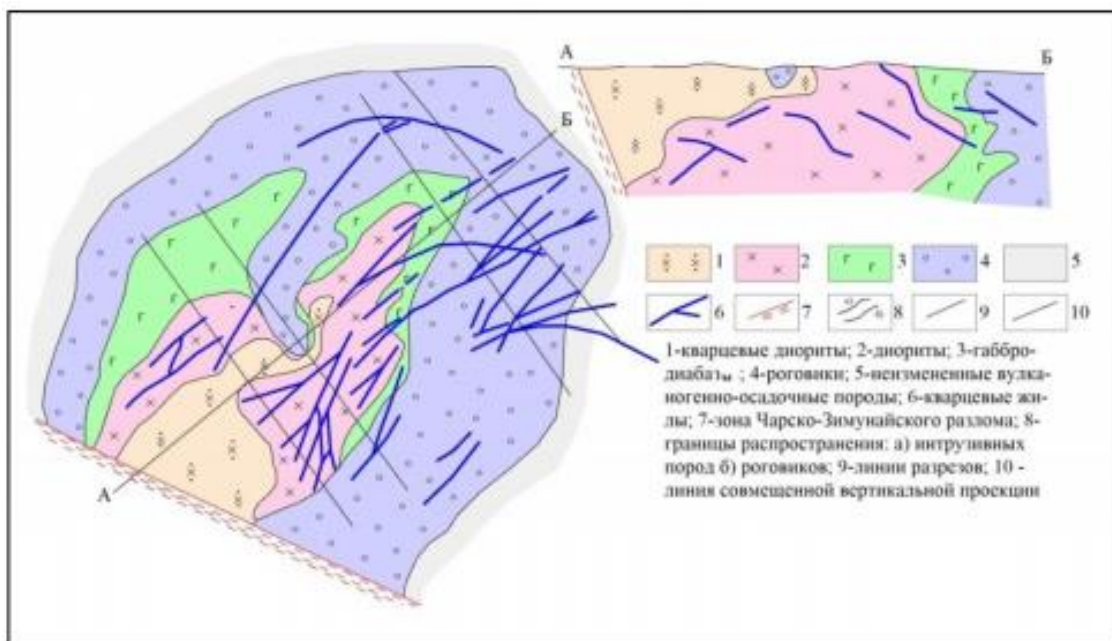 А
Б
Б
А
1
2
3
4
5
6
7
8
9
10
1-кварцевые диориты; 2-диориты; 3-габбро-
диабазы ; 4-роговики; 5-неизмененные вулка-
ногенно-осадочные породы; 6-кварцевые жи-
лы; 7-зона Чарско-Зимунайского разлома; 8-
границы распространения: а) интрузивных
пород б) роговиков; 9-линии разрезов; 10 -
линия совмещенной вертикальной проекции